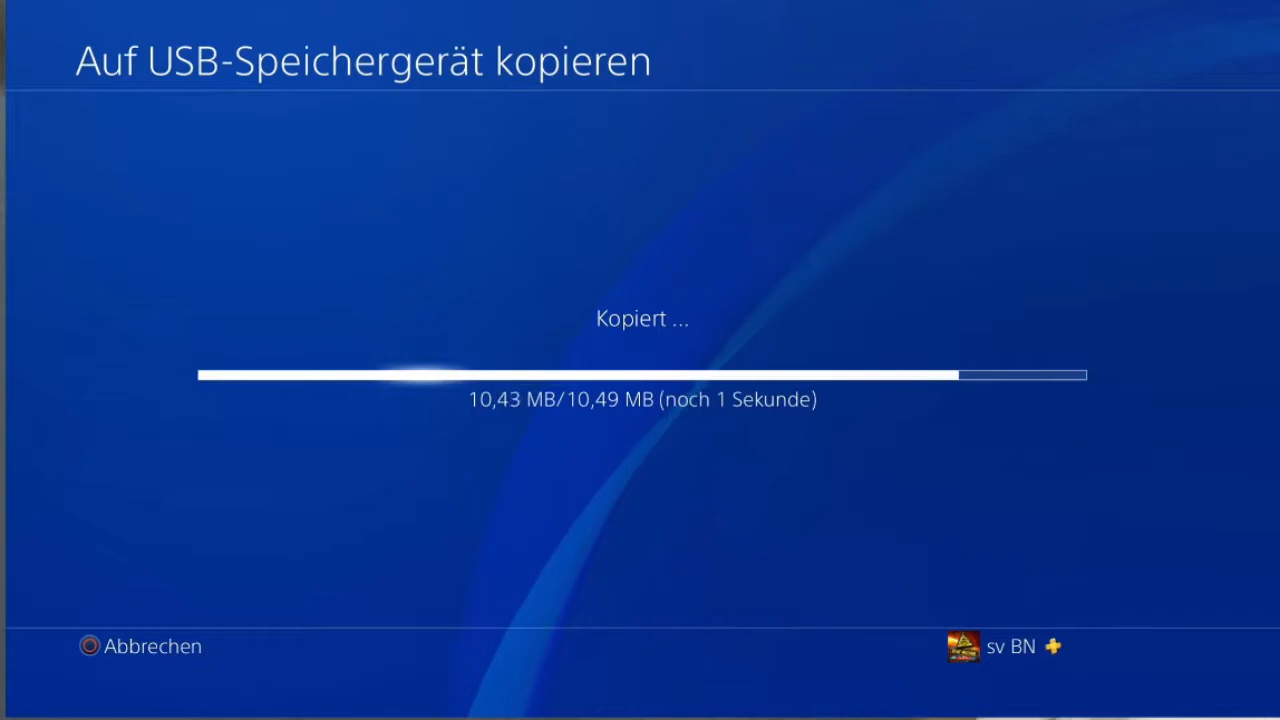 Auf USB-Speichergerät kopieren
Kopiert ...
10,43 MB/10,49 MB (noch 1 Sekunde)
Abbrechen
sv BN